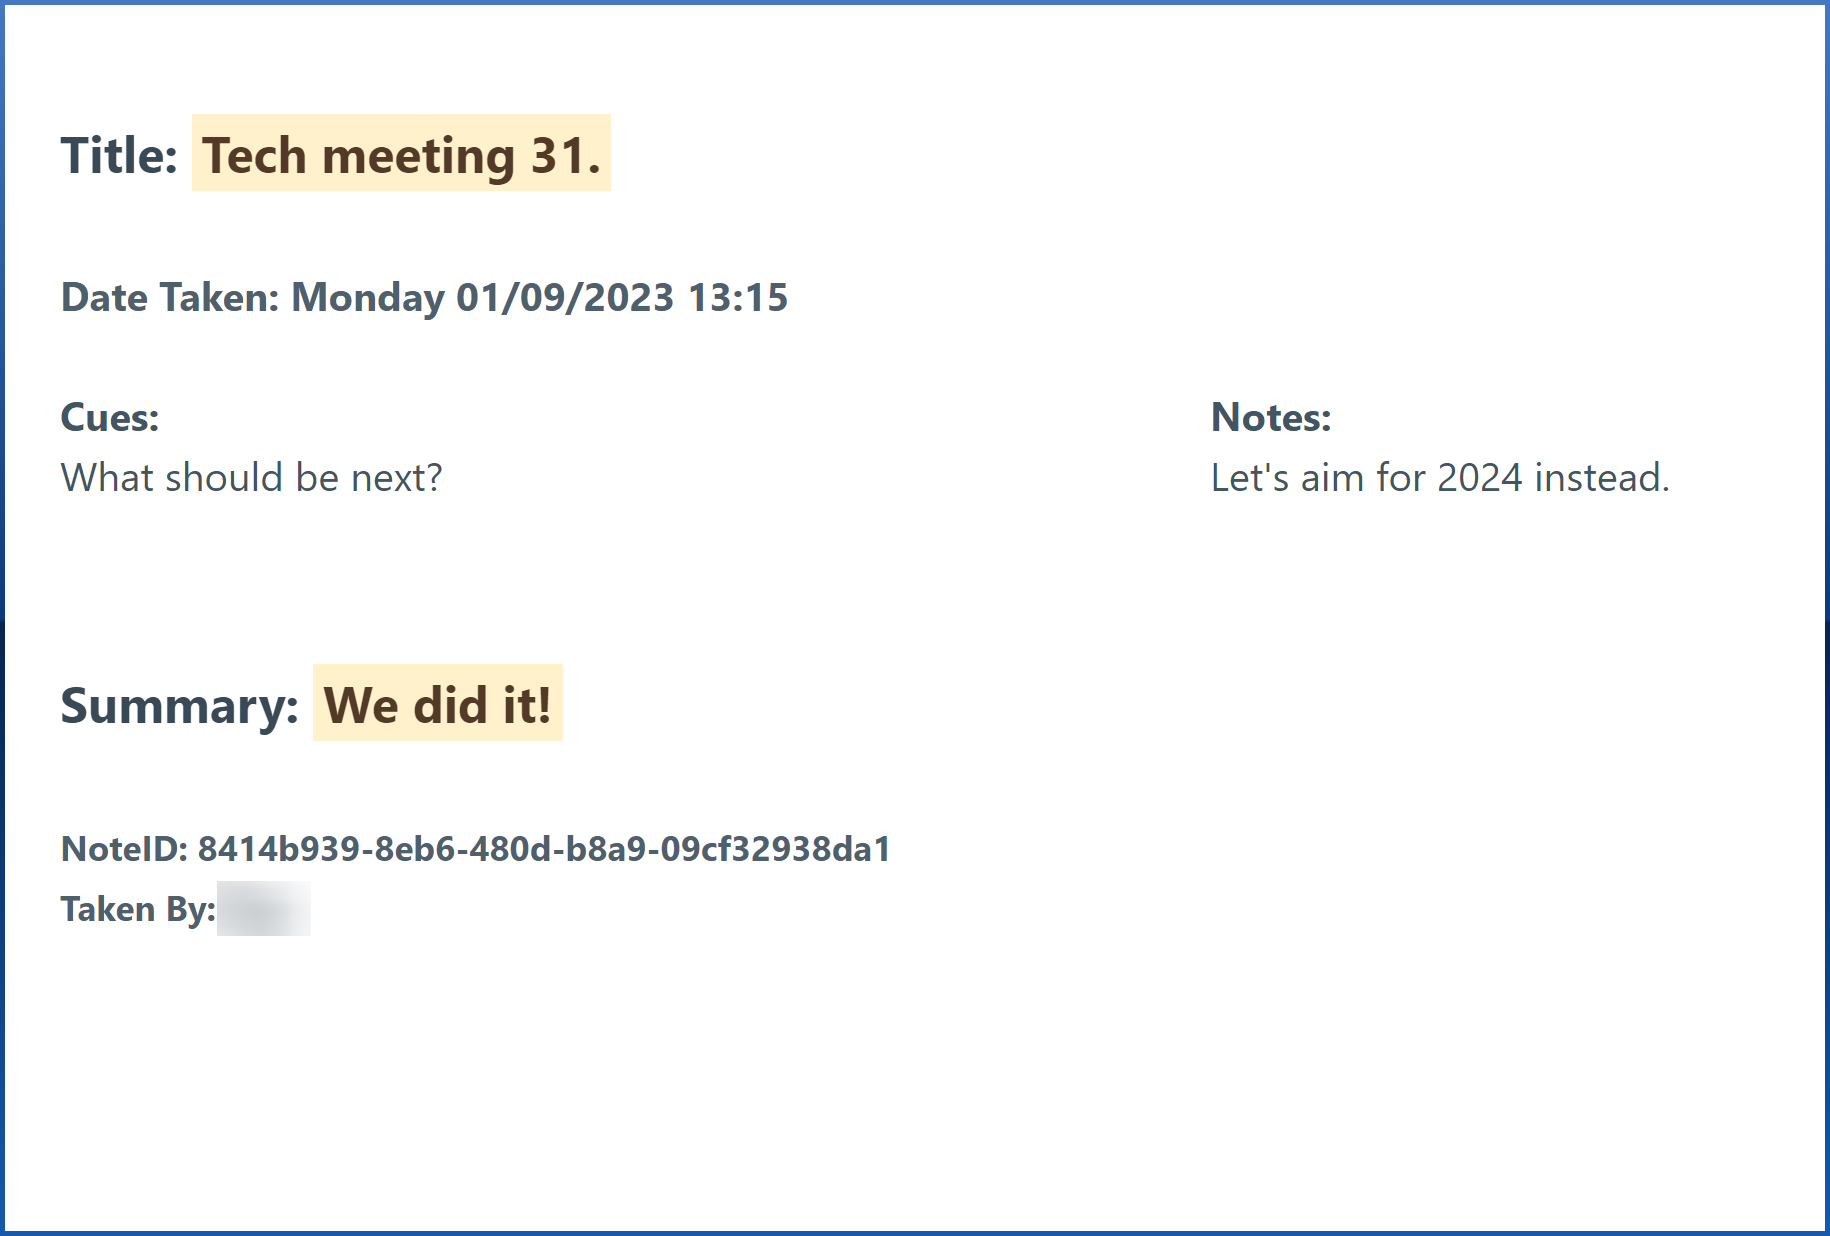 Title: Tech meeting 31.
Date Taken: Monday 01/09/2023 13:15
Cues:
What should be next?
Notes:
Let's aim for 2024 instead.
Summary: We did it!
NoteID: 8414b939-8eb6-480d-b8a9-09cf32938da1
Taken By: